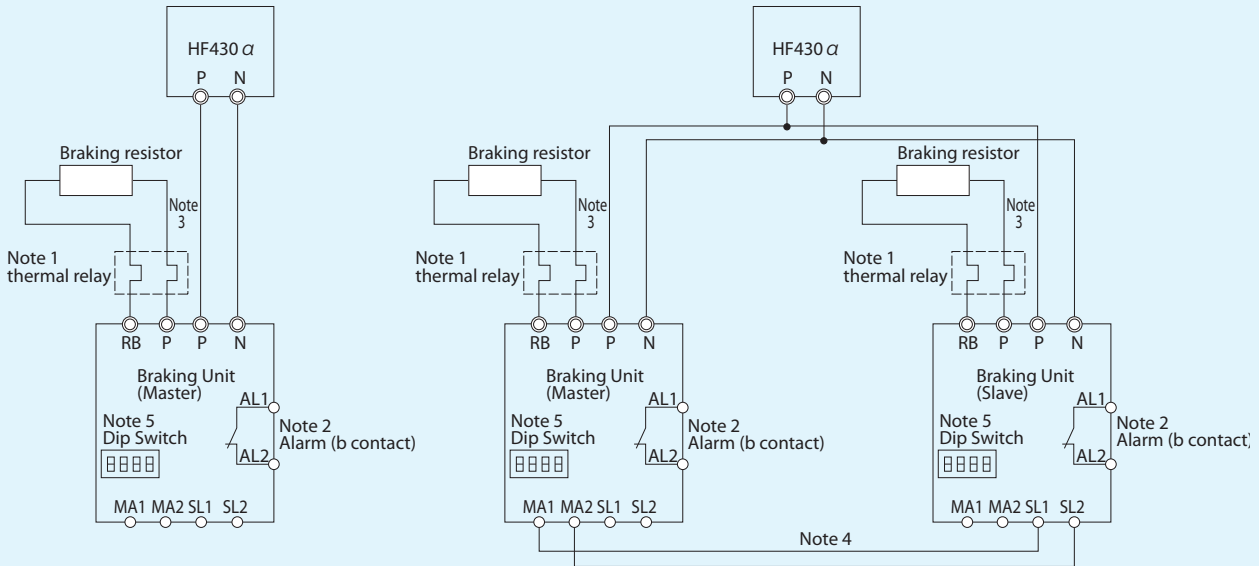 HF430 α
P N
Braking resistor
Note 3
Note 1
thermal relay
RB P P N
Braking Unit
(Master)
AL1
Note 5
Dip Switch
Note 2
Alarm (b contact)
AL2
MA1 MA2 SL1 SL2
HF430 α
P N
Braking resistor
Note 3
Note 1
thermal relay
RB P P N
Braking Unit
(Master)
AL1
Note 5
Dip Switch
Note 2
Alarm (b contact)
AL2
MA1 MA2 SL1 SL2
Braking resistor
Note 3
Note 1
thermal relay
RB P P N
Braking Unit
(Slave)
AL1
Note 5
Dip Switch
Note 2
Alarm (b contact)
AL2
MA1 MA2 SL1 SL2
Note 4